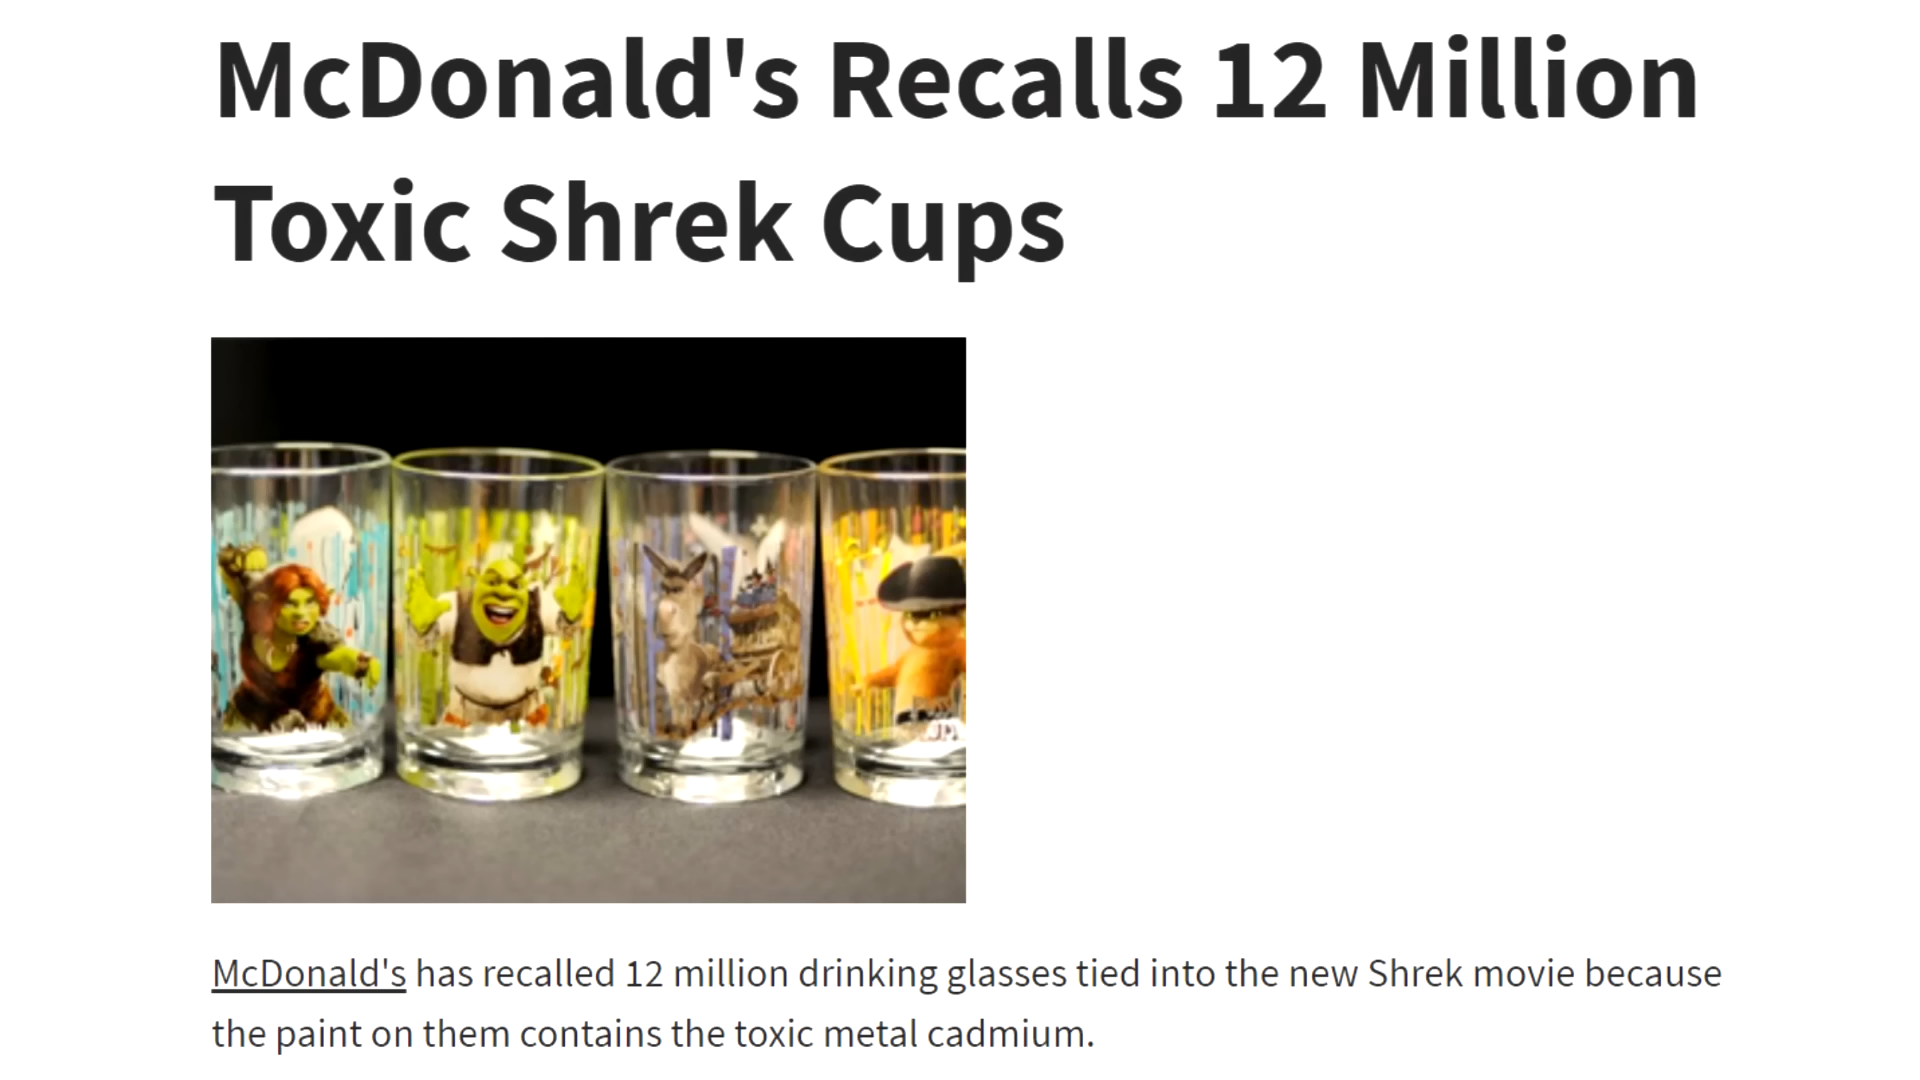 McDonald's Recalls 12 Million
Toxic Shrek Cups
McDonald's has recalled 12 million drinking glasses tied into the new Shrek movie because
the paint on them contains the toxic metal cadmium.